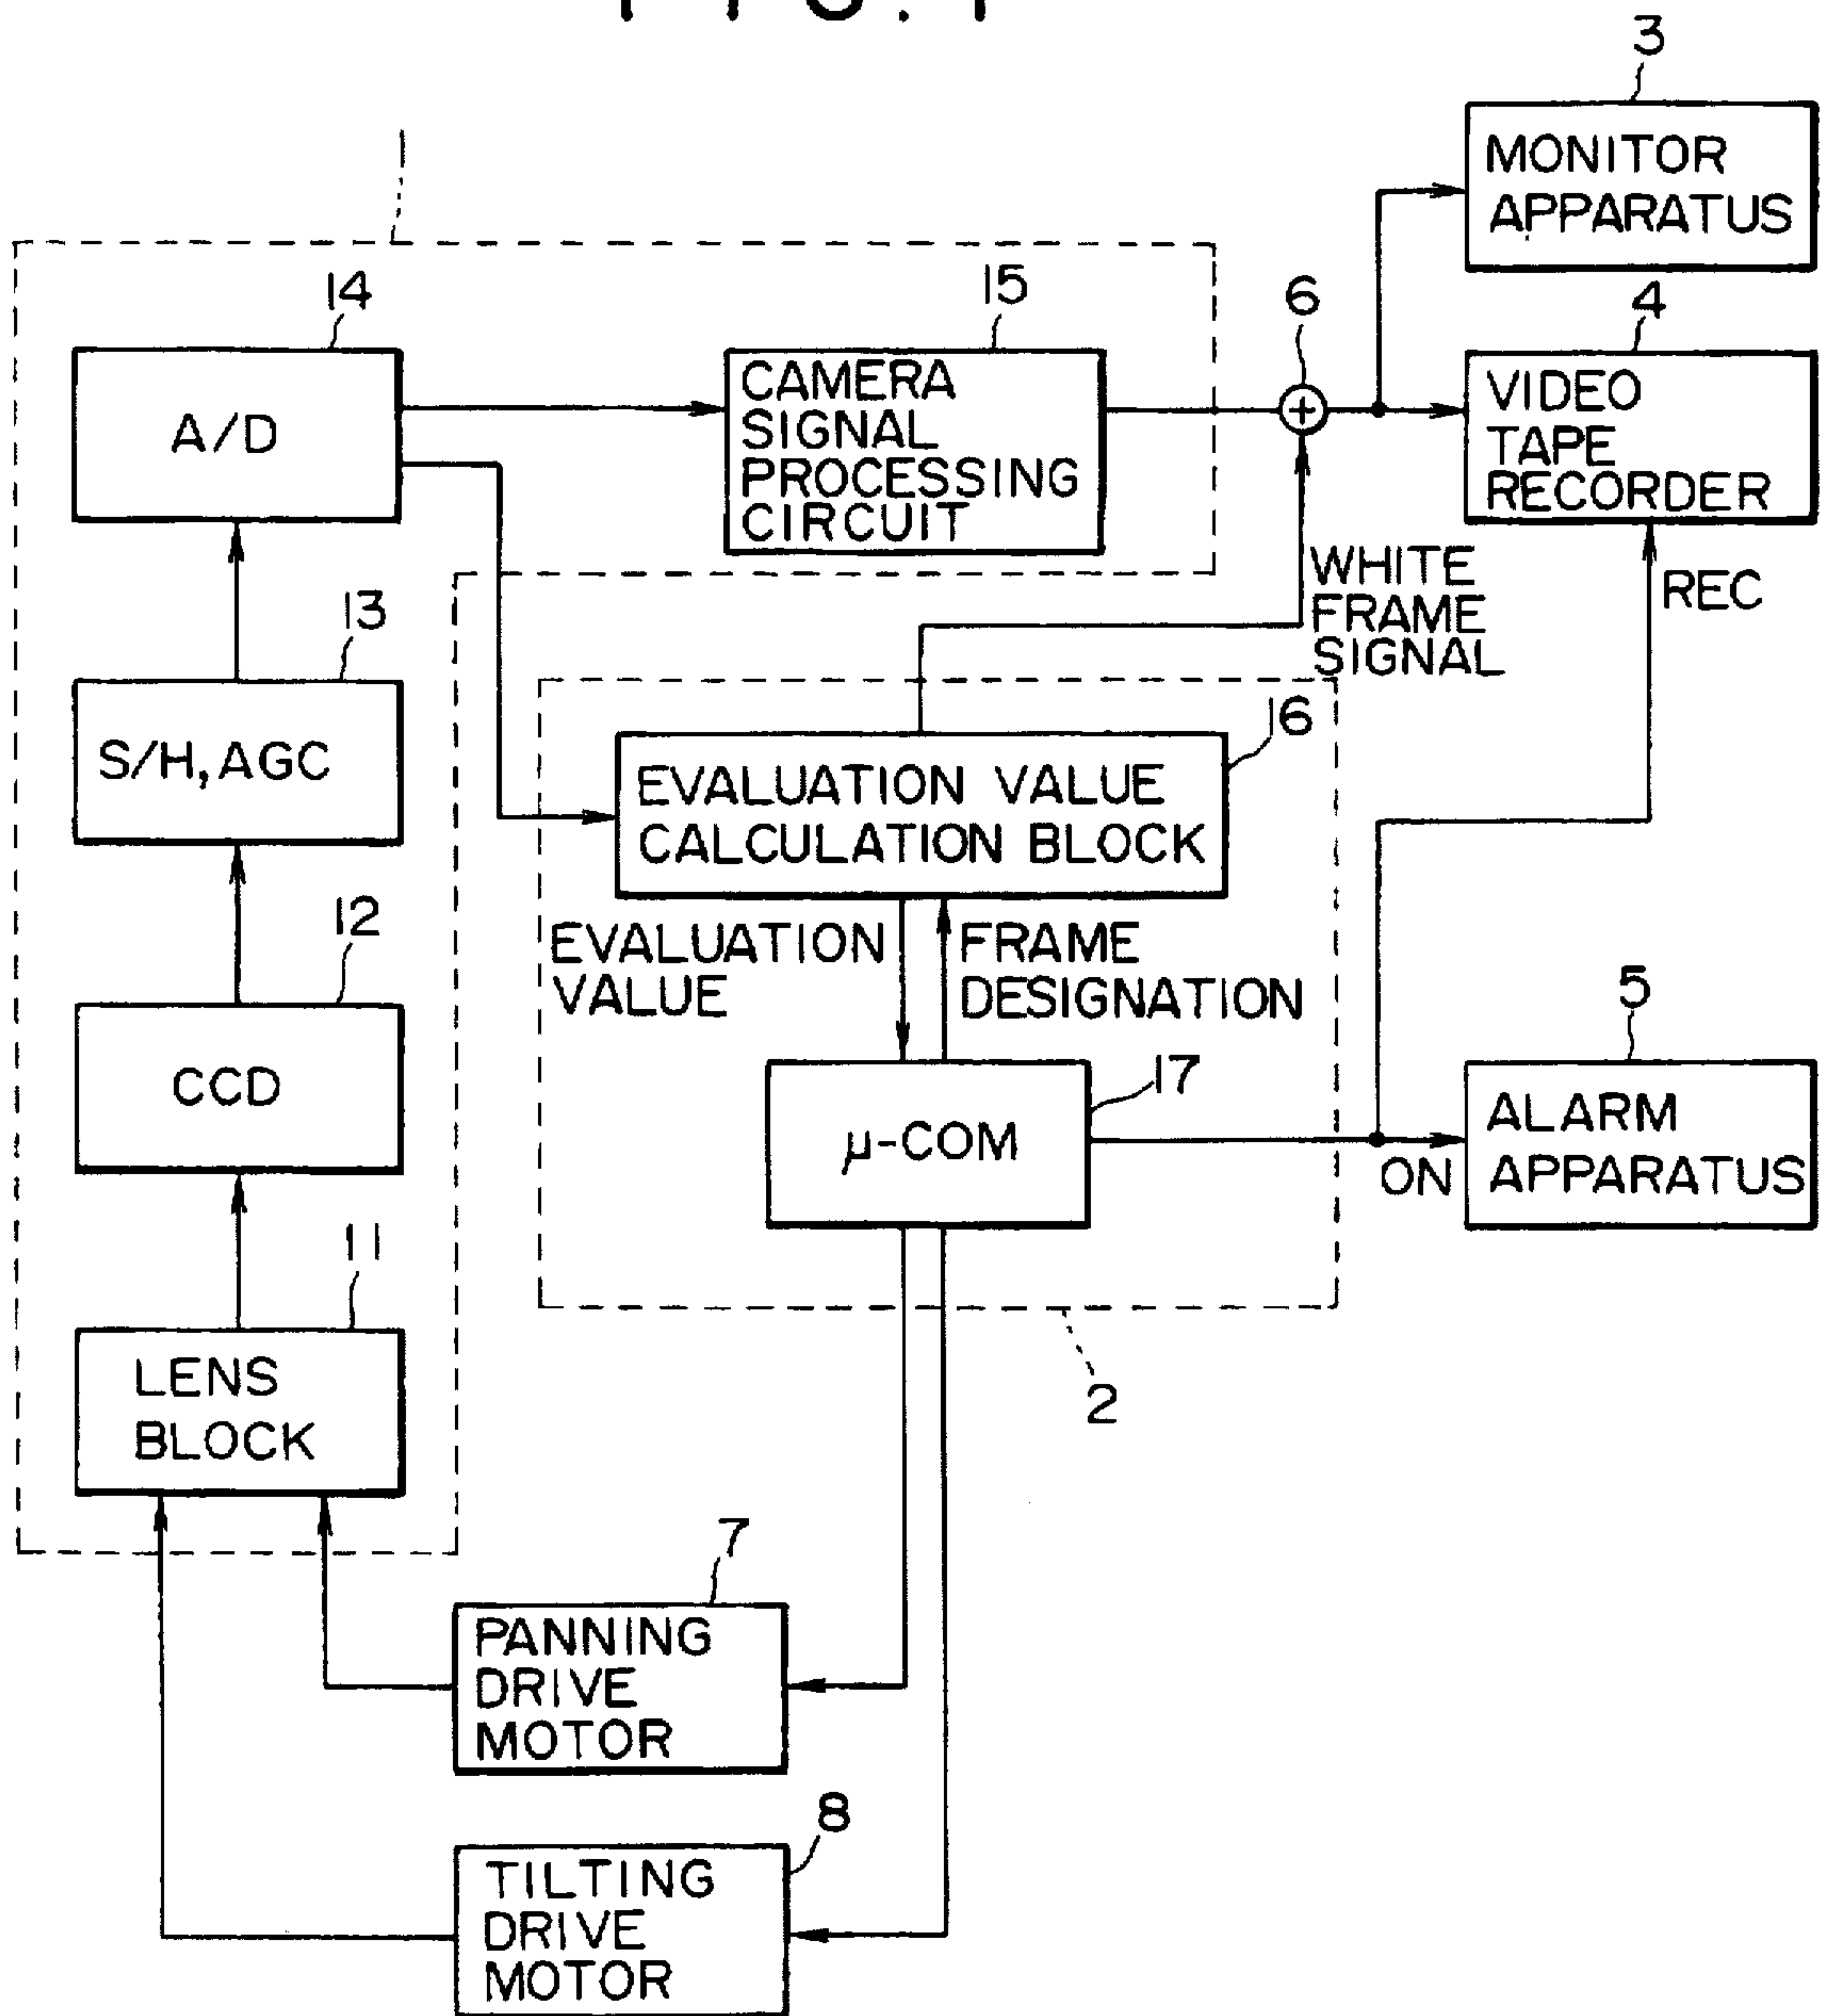 FIG. 1
3
MONITOR
APPARATUS
14
15
6
4
A/D
CAMERA
SIGNAL
PROCESSING
CIRCUIT
+
VIDEO
TAPE
RECORDER
WHITE
FRAME
SIGNAL
REC
13
S/H, AGC
16
EVALUATION VALUE
CALCULATION BLOCK
12
EVALUATION
VALUE
FRAME
DESIGNATION
CCD
17
5
μ-COM
ON
ALARM
APPARATUS
11
LENS
BLOCK
2
7
PANNING
DRIVE
MOTOR
8
TILTING
DRIVE
MOTOR